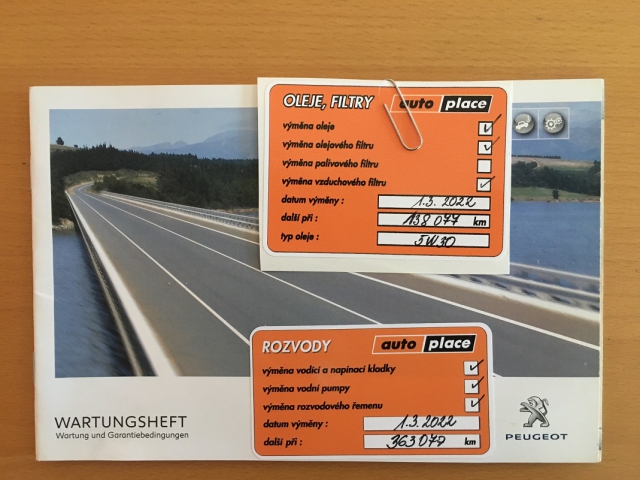 OLEJE, FILTRY auto place
výměna oleje
výměna olejového filtru
výměna palivového filtru
výměna vzduchového filtru
datum výměny : 1.3. 2022
další při : 138 077 km
typ oleje : 5W30
ROZVODY auto place
výměna vodící a napínací kladky
výměna vodní pumpy
výměna rozvodového řemenu
datum výměny : 1.3.2022
další při : 363 077 km
WARTUNGSHEFT
Wartung und Garantiebedingungen
PEUGEOT